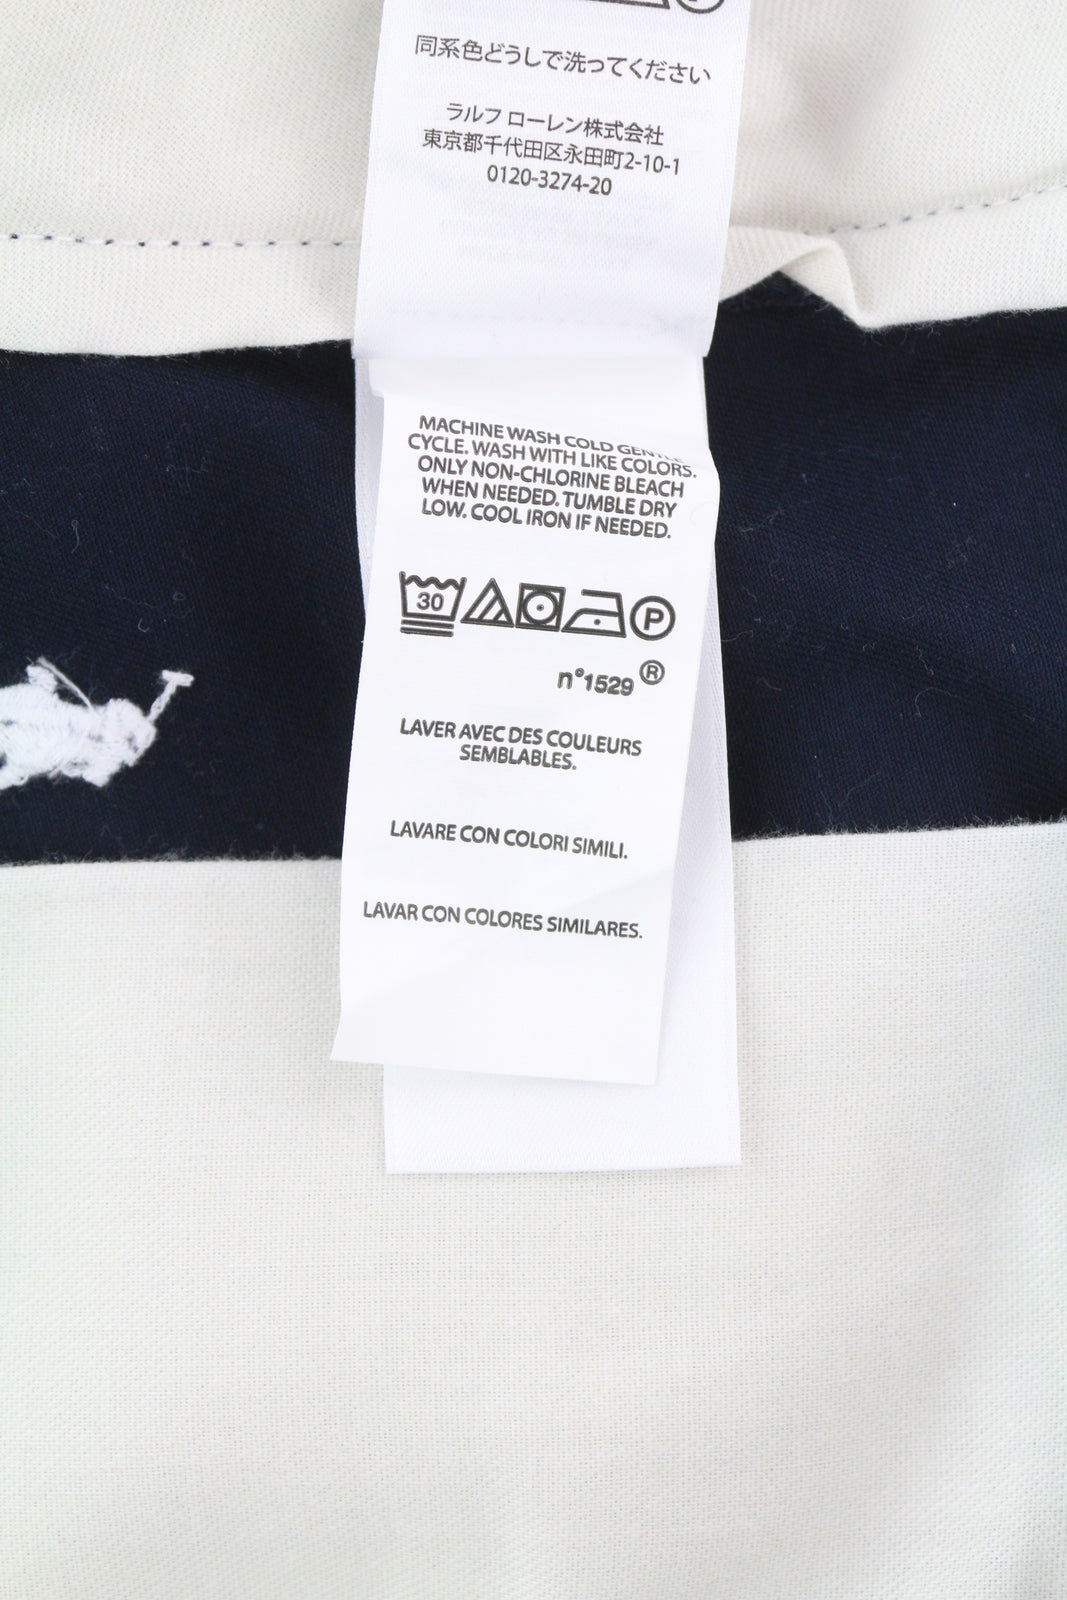 同系色どうしで洗ってください
ラルフ ローレン株式会社
東京都千代田区永田町2-10-1
0120-3274-20
MACHINE WASH COLD GENTLE
CYCLE. WASH WITH LIKE COLORS.
ONLY NON-CHLORINE BLEACH
WHEN NEEDED. TUMBLE DRY
LOW. COOL IRON IF NEEDED.
30 P
n°1529 ®
LAVER AVEC DES COULEURS
SEMBLABLES.
LAVARE CON COLORI SIMILI.
LAVAR CON COLORES SIMILARES.